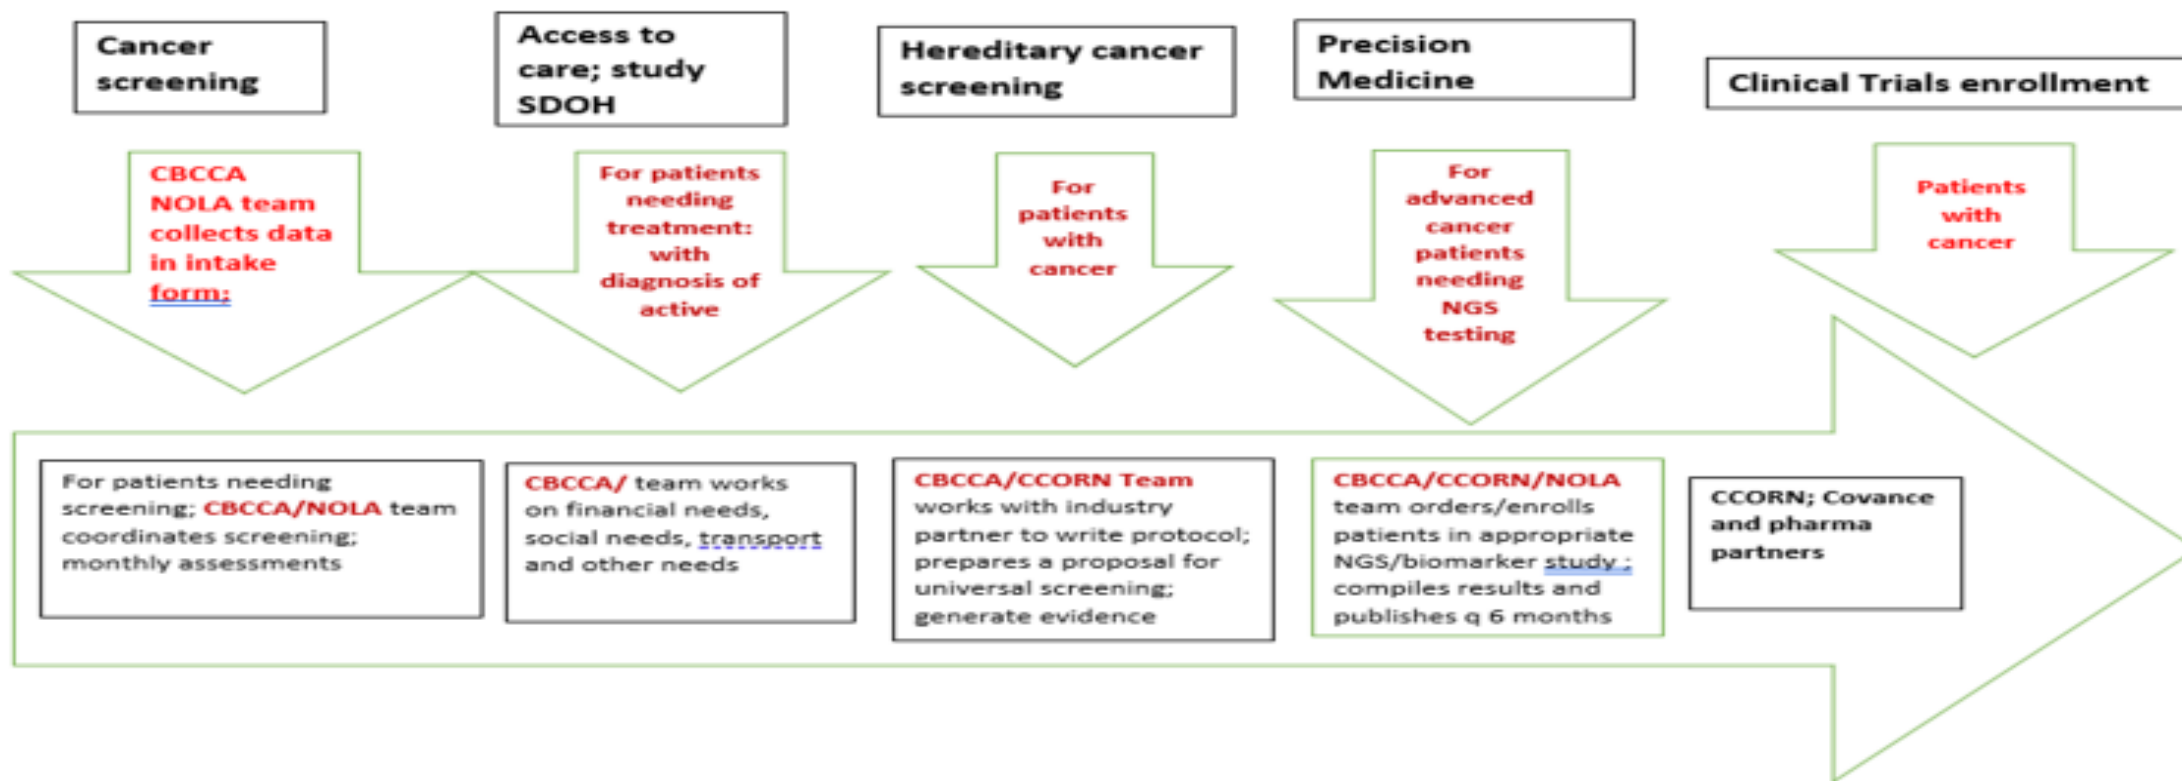 Cancer
screening
Access to
care; study
SDOH
Hereditary cancer
screening
Precision
Medicine
Clinical Trials enrollment
CBCCA
NOLA team
collects data
in intake
form;
For patients
needing
treatment:
with
diagnosis of
active
For
patients
with
cancer
For
advanced
cancer
patients
needing
NGS
testing
Patients
with
cancer
For patients needing
screening; CBCCA/NOLA team
coordinates screening;
monthly assessments
CBCCA/ team works
on financial needs,
social needs, transport
and other needs
CBCCA/CCORN Team
works with industry
partner to write protocol;
prepares a proposal for
universal screening;
generate evidence
CBCCA/CCORN/NOLA
team orders/enrolls
patients in appropriate
NGS/biomarker study ;
compiles results and
publishes q 6 months
CCORN; Covance
and pharma
partners